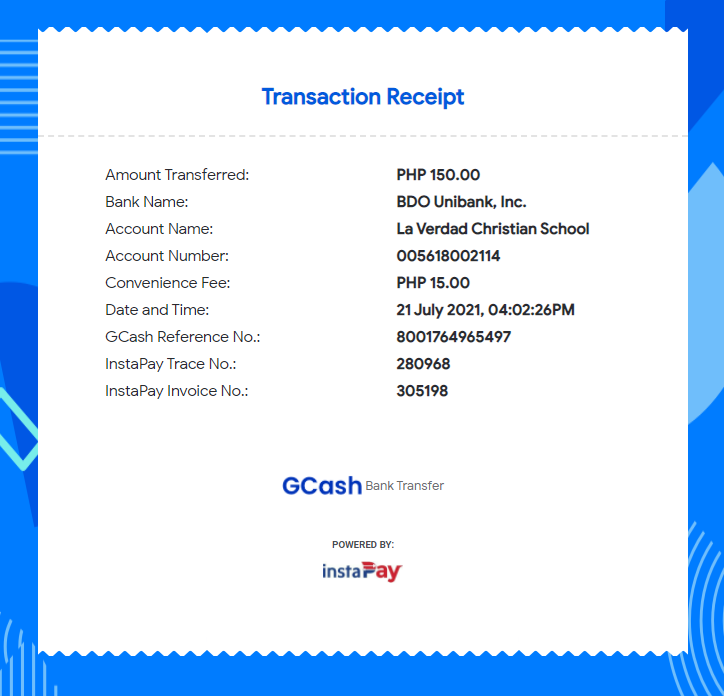 Transaction Receipt
Amount Transferred: PHP 150.00
Bank Name: BDO Unibank, Inc.
Account Name: La Verdad Christian School
Account Number: 005618002114
Convenience Fee: PHP 15.00
Date and Time: 21 July 2021, 04:02:26PM
GCash Reference No.: 8001764965497
InstaPay Trace No.: 280968
InstaPay Invoice No.: 305198
GCash Bank Transfer
POWERED BY:
instaPay